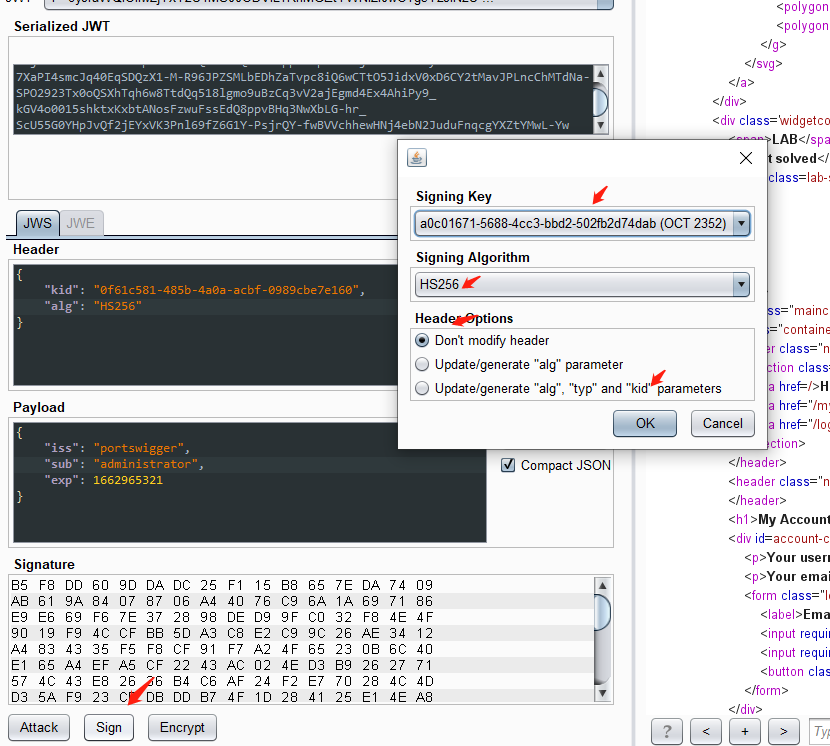 Serialized JWT
7XaPI4smcJq40EqSDQzX1-M-R96JPZSMLbEDhZaTvpc8iQ6wCTtO5JidxV0xD6CY2tMavJPLncChMTdNa-
SPO2923Tx0oQSXhTqh6w8TtdQq518lgmo9uBzCq3vV2ajEgmd4Ex4AhiPy9_
kGV4o0015shktxKxbtANosFzwuFssEdQ8ppvBHq3NwXbLG-hr_
ScU55G0YHpJvQf2jEYxVK3Pnl69fZ6G1Y-PsjrQY-fwBVVchhewHNj4ebN2JuduFnqcgYXZtYMwL-Yw
JWS
JWE
Header
{
"kid": "0f61c581-485b-4a0a-acbf-0989cbe7e160",
"alg": "HS256"
}
Payload
{
"iss": "portswigger",
"sub": "administrator",
"exp": 1662965321
}
Compact JSON
Signature
B5 F8 DD 60 9D DA DC 25 F1 15 B8 65 7E DA 74 09
AB 61 9A 84 07 87 06 A4 40 76 C9 6A 1A 69 71 86
E9 E6 69 F6 7E 37 28 98 DE D9 9F C0 32 F8 4E 4F
90 19 F9 4C CF BB 5D A3 C8 E2 C9 9C 26 AE 34 12
A4 83 43 35 F5 F8 CF 91 F7 A2 4F 65 23 0B 6C 40
E1 65 A4 EF A5 CF 22 43 AC 02 4E D3 B9 26 27 71
57 4C 43 E8 26 B4 C6 AF 24 F2 E7 70 28 4C 4D
D3 5A F9 23 DB DD B7 4F 1D 28 41 25 E1 4E A8
Attack
Sign
Encrypt
Signing Key
a0c01671-5688-4cc3-bbd2-502fb2d74dab (OCT 2352)
Signing Algorithm
HS256
Header Options
Don't modify header
Update/generate "alg" parameter
Update/generate "alg", "typ" and "kid" parameters
OK
Cancel
<polygon
<polygon
</g>
</svg>
</a>
</div>
<div class='widgetco
>LAB</spa
t solved</
class=lab-s
ss="mainc
="containe
er class="n
ction class=
a href=/>H
a href="/my
a href="/log
ection>
</header>
<header class="n
</header>
<h1>My Account
<div id=account-c
<p>Your usern
<p>Your emai
<form class="lo
<label>Emai
<input requir
<input requir
<button clas
</form>
</div>
?
<
+
>
Typ